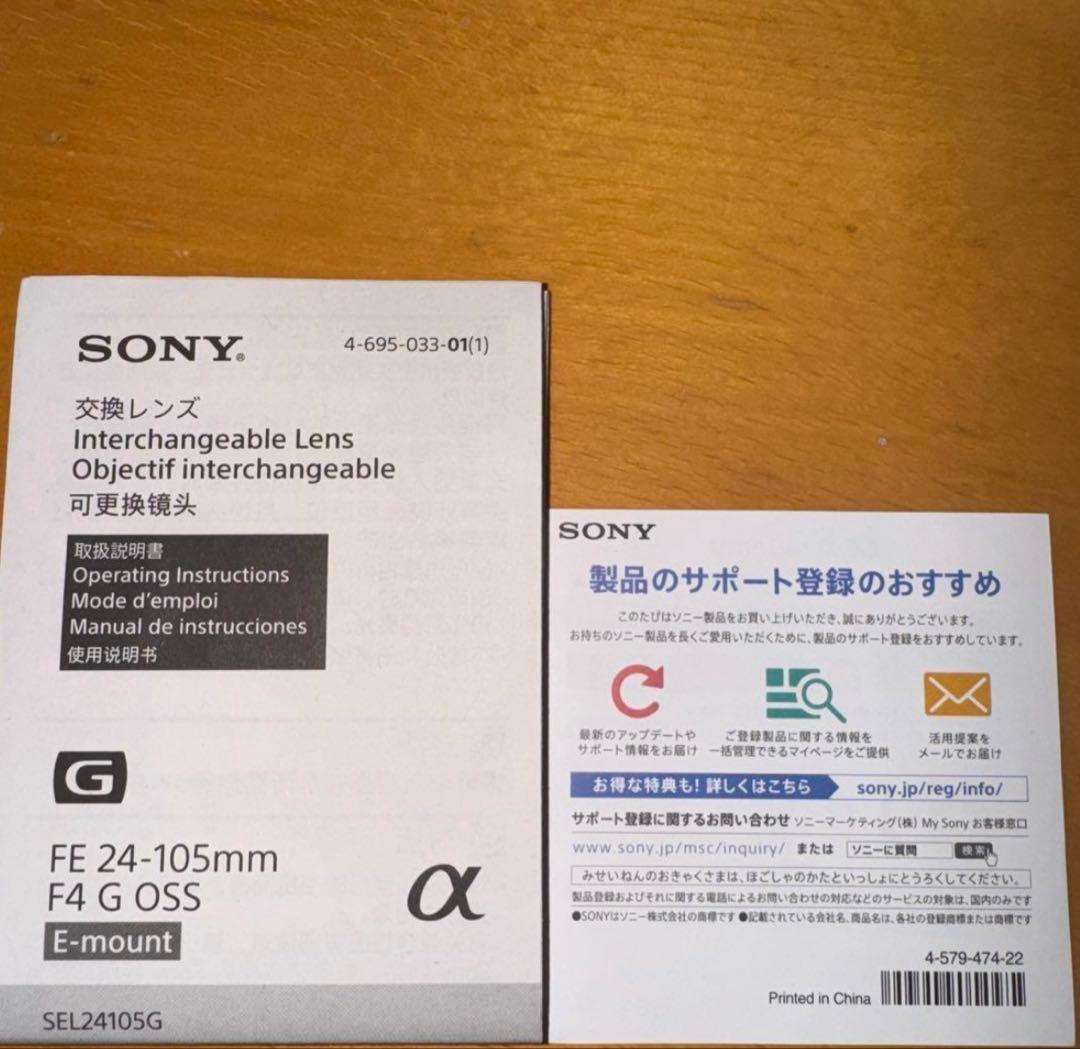 SONY®
4-695-033-01(1)
交換レンズ
Interchangeable Lens
Objectif interchangeable
可更换镜头
取扱説明書
Operating Instructions
Mode d'emploi
Manual de instrucciones
使用说明书
G
FE 24-105mm
F4 G OSS
E-mount
α
SEL24105G
SONY
製品のサポート登録のおすすめ
このたびはソニー製品をお買い上げいただき、誠にありがとうございます。
お持ちのソニー製品を長くご愛用いただくために、製品のサポート登録をおすすめしています。
最新のアップデートや
サポート情報をお届け
ご登録製品に関する情報を
一括管理できるマイページをご提供
活用提案を
メールでお届け
お得な特典も! 詳しくはこちら sony.jp/reg/info/
サポート登録に関するお問い合わせ ソニーマーケティング(株) My Sony お客様窓口
www.sony.jp/msc/inquiry/ または ソニーに質問 検索
みせいねんのおきゃくさまは、ほごしゃのかたといっしょにとうろくしてください。
製品登録およびそれに関する電話によるお問い合わせの対応などのサービスの対象は、国内のみです
●SONYはソニー株式会社の商標です ●記載されている会社名、商品名は、各社の登録商標または商標です
4-579-474-22
Printed in China